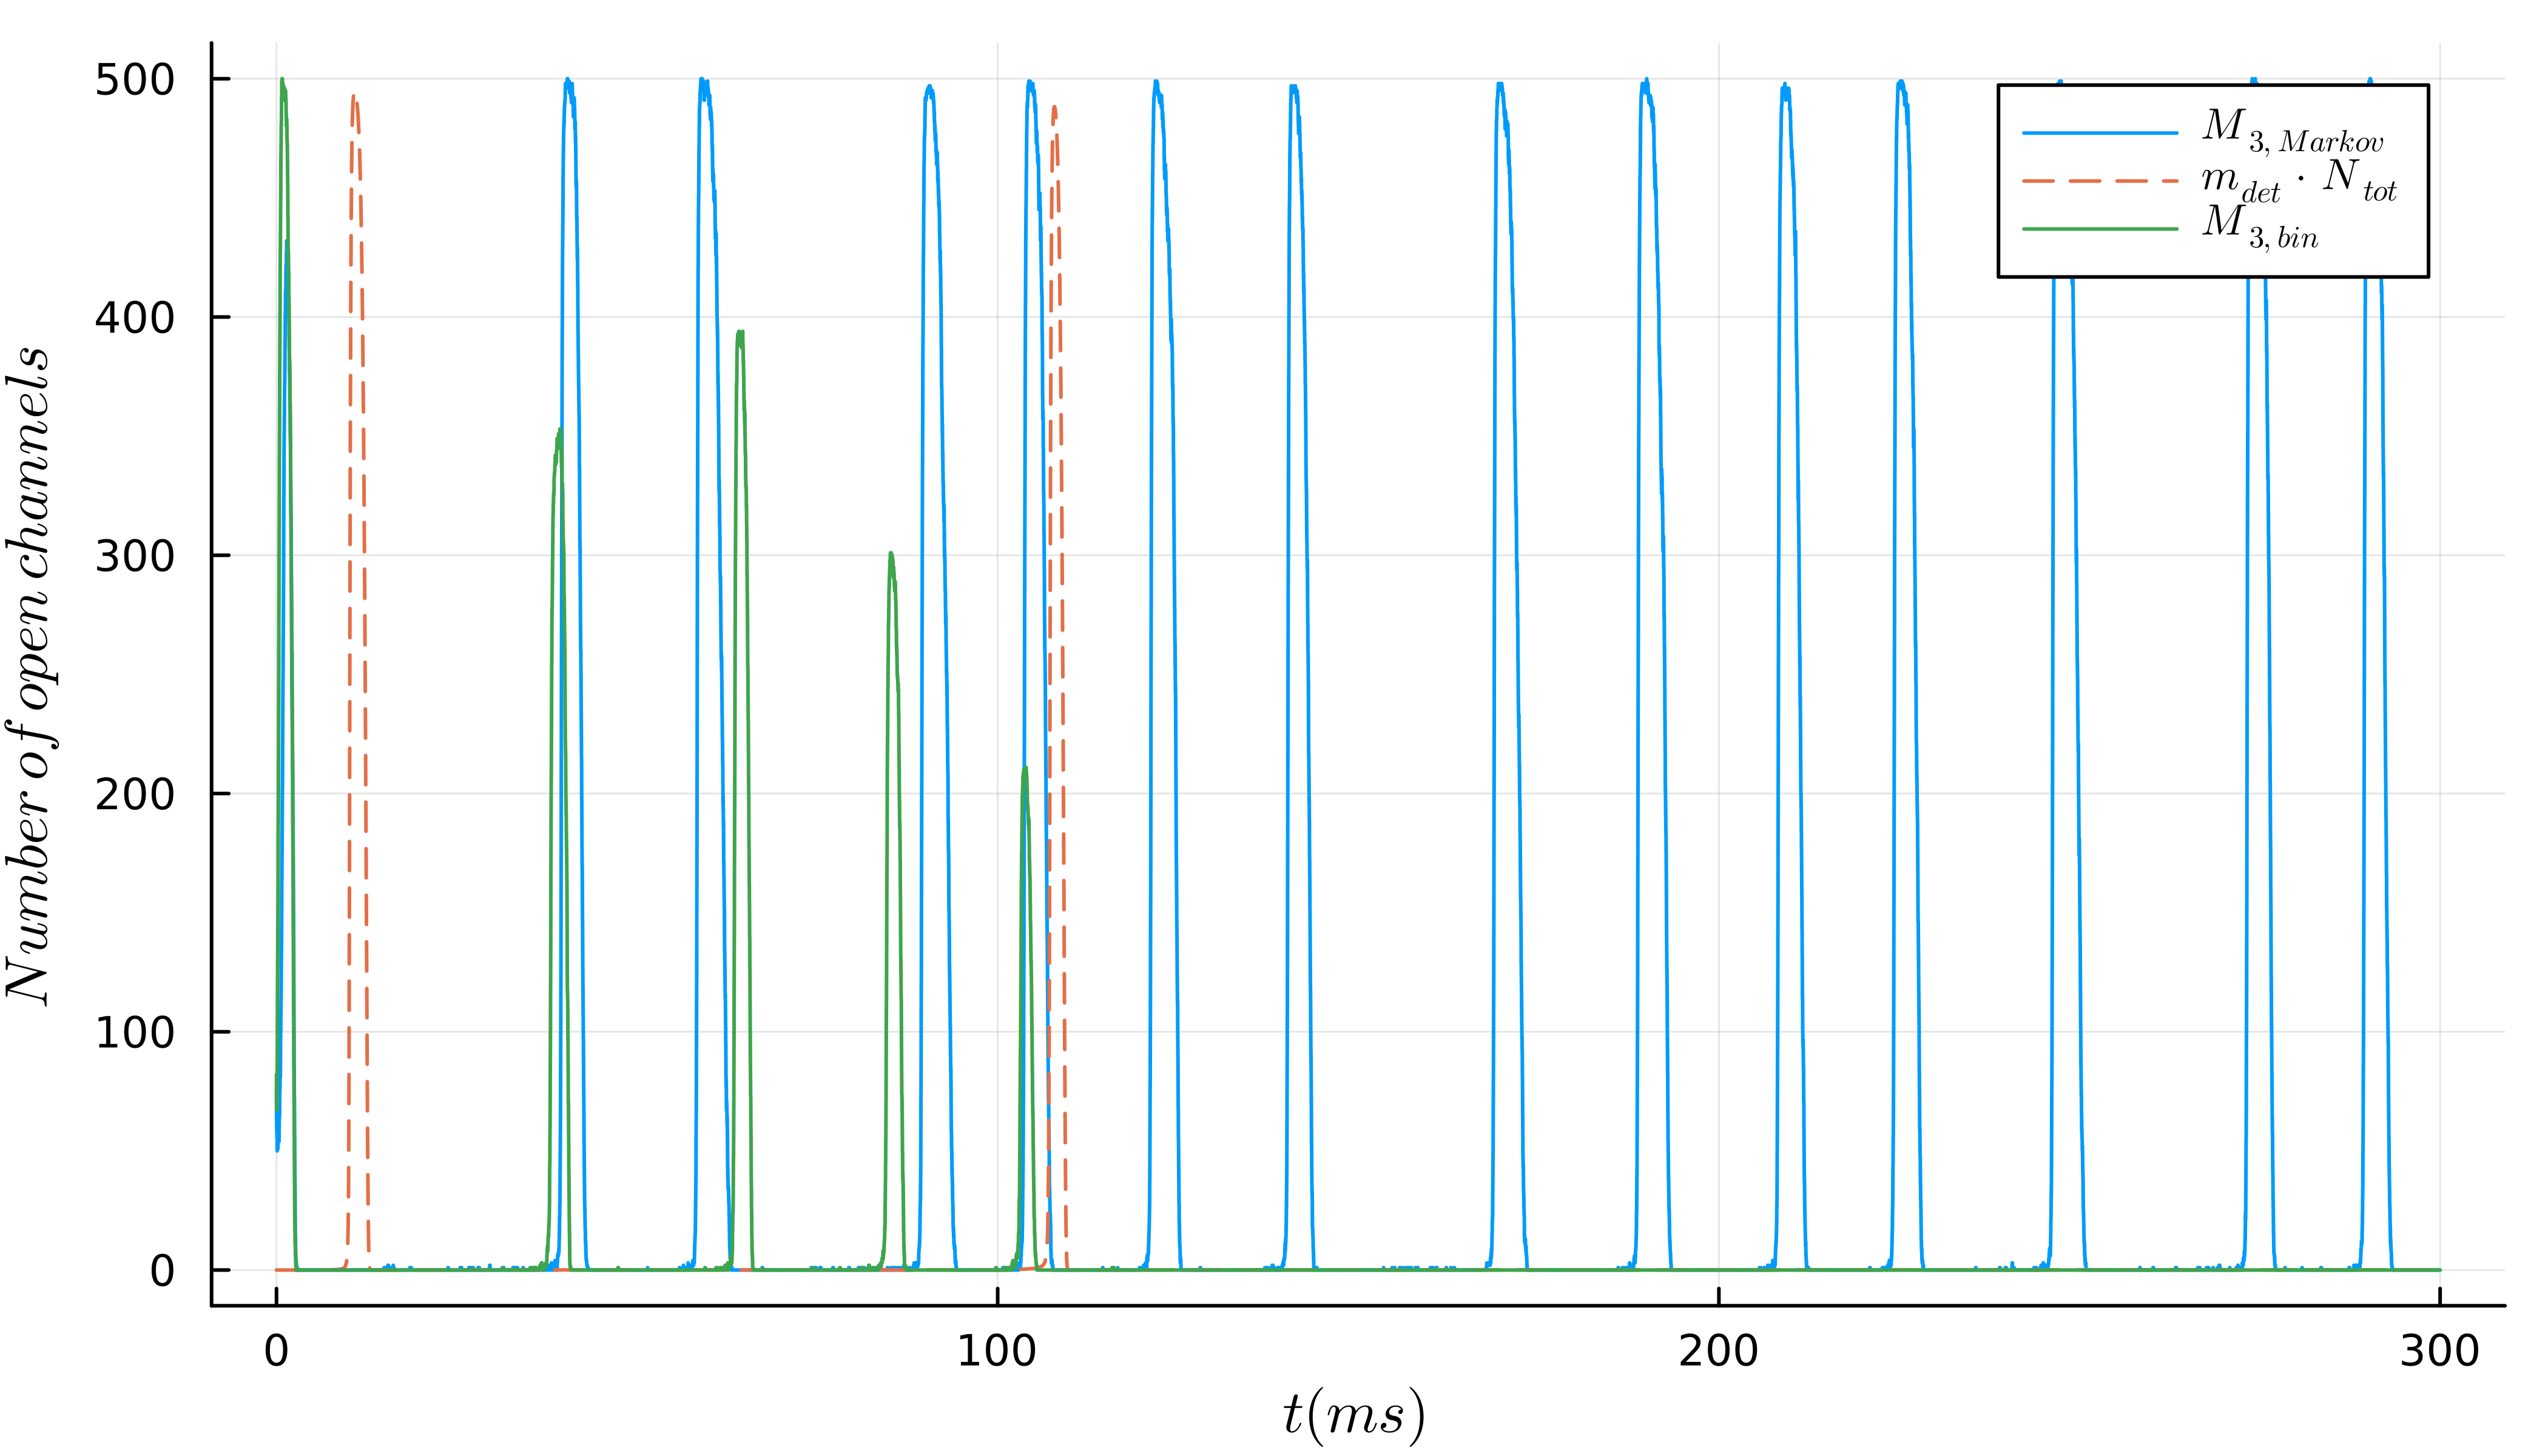 500
400
300
200
100
0
Number of open channels
0 100 200 300
t(ms)
M3, Markov
mdet · Ntot
M3, bin